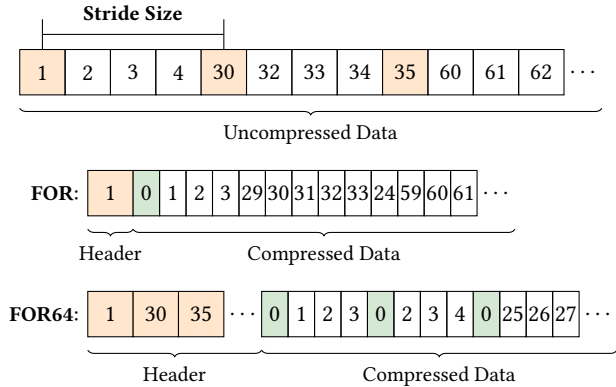 Stride Size
1 2 3 4 30 32 33 34 35 60 61 62 ···
Uncompressed Data
FOR: 1 0 1 2 3 29 30 31 32 33 24 59 60 61 ···
Header Compressed Data
FOR64: 1 30 35 ··· 0 1 2 3 0 2 3 4 0 25 26 27 ···
Header Compressed Data